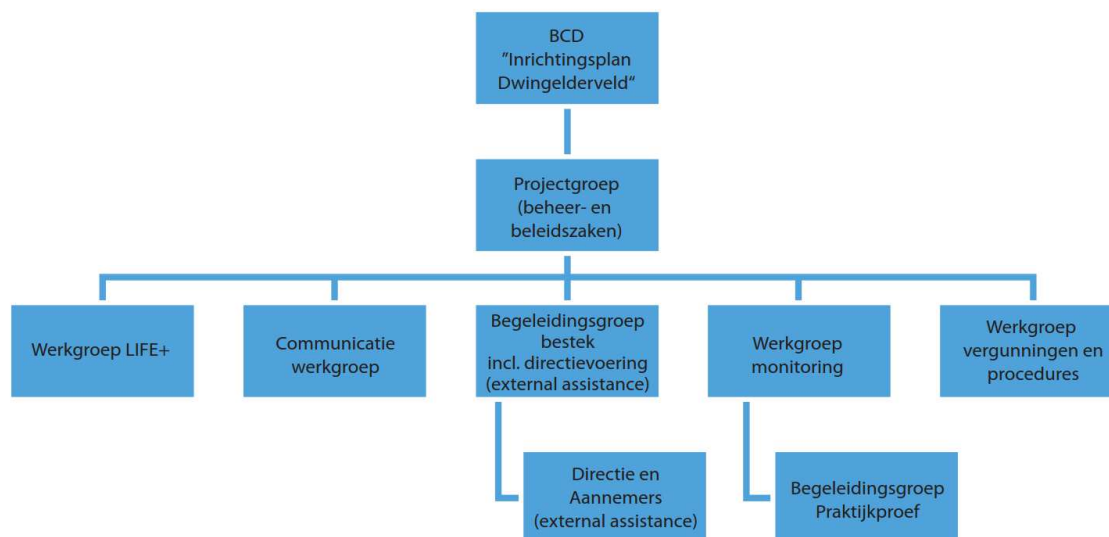 BCD
"Inrichtingsplan
Dwingelderveld"
Projectgroep
(beheer- en
beleidszaken)
Werkgroep LIFE+
Communicatie
werkgroep
Begeleidingsgroep
bestek
incl. directievoering
(external assistance)
Werkgroep
monitoring
Werkgroep
vergunningen en
procedures
Directie en
Aannemers
(external assistance)
Begeleidingsgroep
Praktijkproef